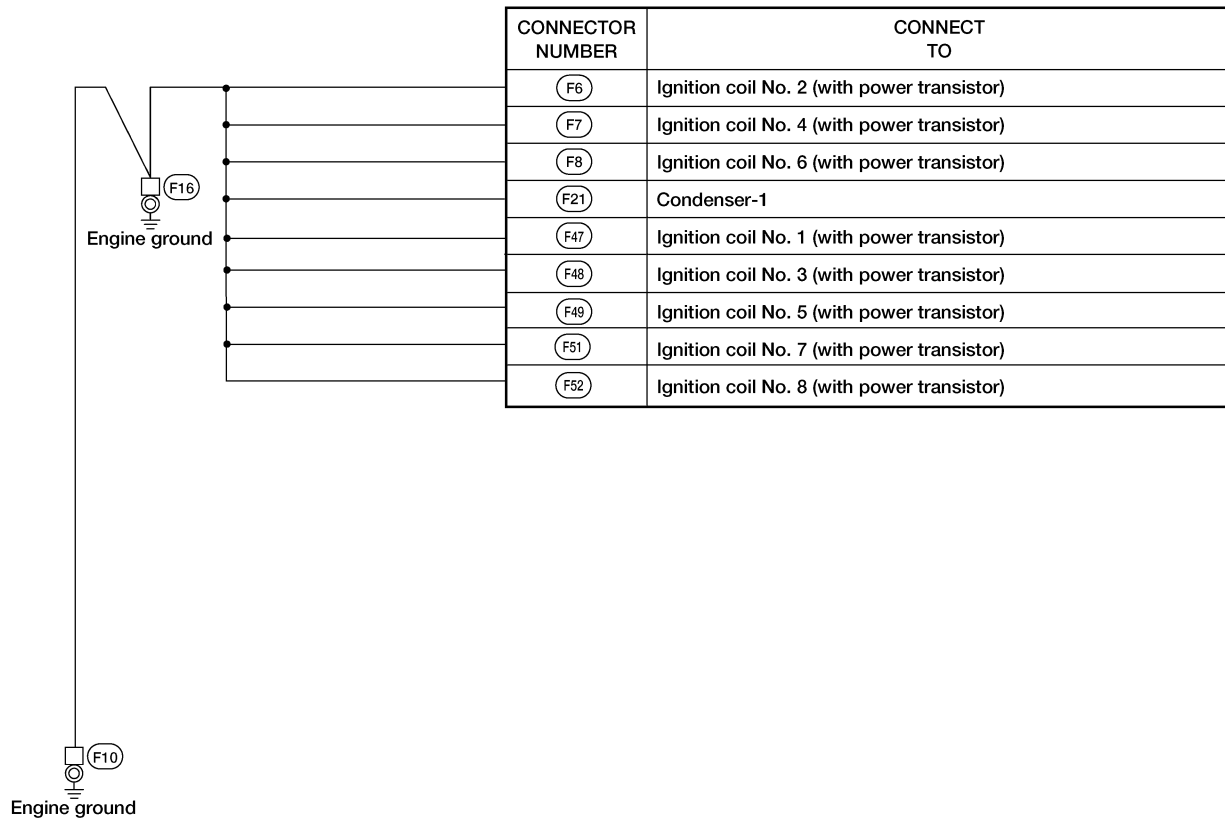 CONNECTOR
NUMBER
CONNECT
TO
F6 Ignition coil No. 2 (with power transistor)
F7 Ignition coil No. 4 (with power transistor)
F8 Ignition coil No. 6 (with power transistor)
F21 Condenser-1
F47 Ignition coil No. 1 (with power transistor)
F48 Ignition coil No. 3 (with power transistor)
F49 Ignition coil No. 5 (with power transistor)
F51 Ignition coil No. 7 (with power transistor)
F52 Ignition coil No. 8 (with power transistor)
F16
Engine ground
F10
Engine ground